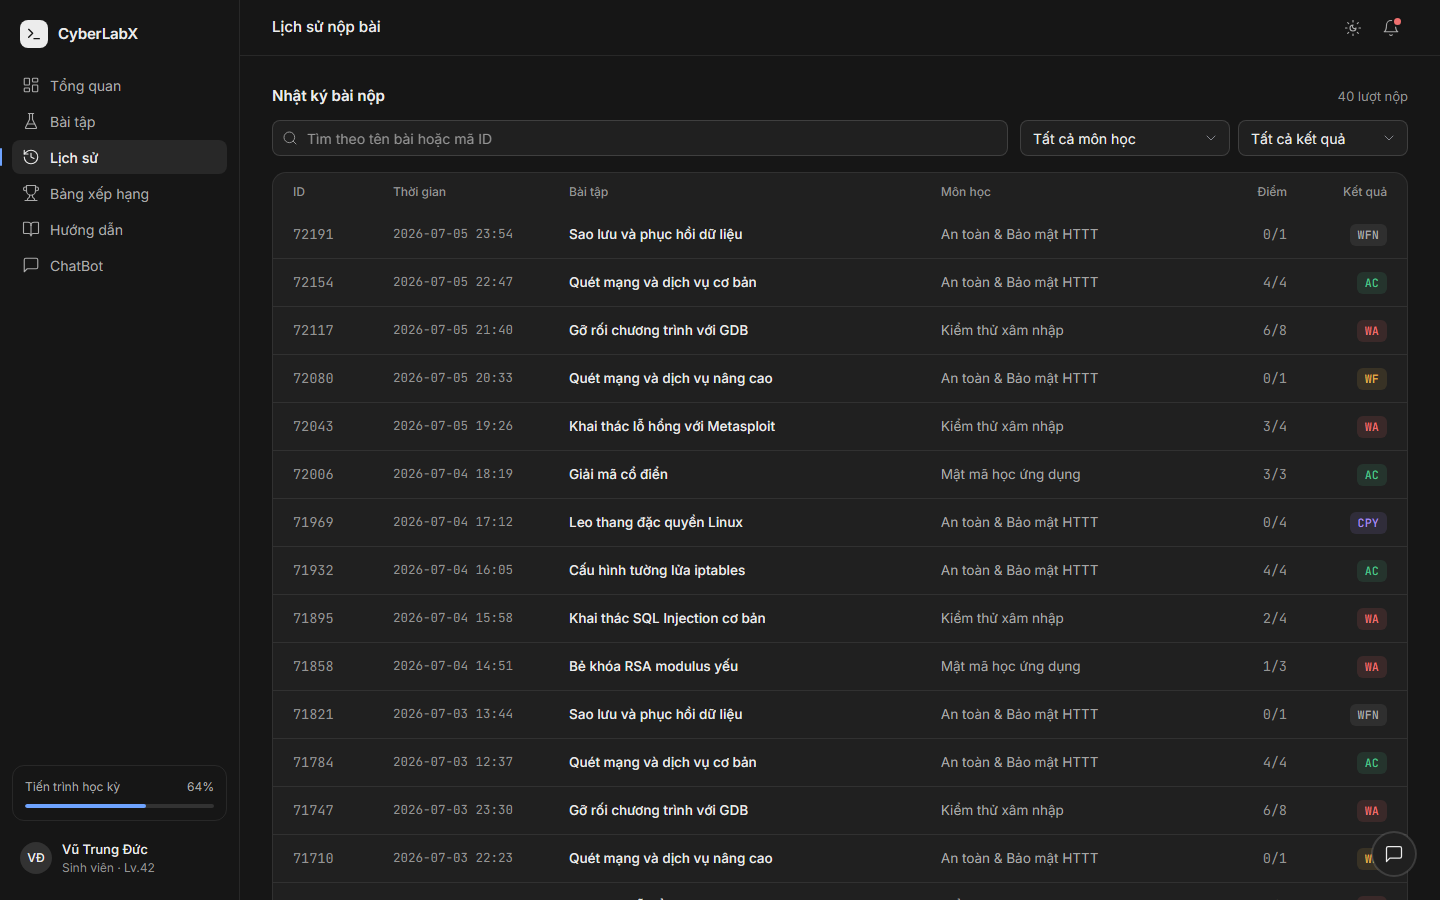 CyberLabX
Tổng quan
Bài tập
Lịch sử
Bảng xếp hạng
Hướng dẫn
ChatBot
Tiến trình học kỳ 64%
VĐ
Vũ Trung Đức
Sinh viên · Lv.42
Lịch sử nộp bài
Nhật ký bài nộp 40 lượt nộp
Tìm theo tên bài hoặc mã ID Tất cả môn học Tất cả kết quả
ID Thời gian Bài tập Môn học Điểm Kết quả
72191 2026-07-05 23:54 Sao lưu và phục hồi dữ liệu An toàn & Bảo mật HTTT 0/1 WFN
72154 2026-07-05 22:47 Quét mạng và dịch vụ cơ bản An toàn & Bảo mật HTTT 4/4 AC
72117 2026-07-05 21:40 Gỡ rối chương trình với GDB Kiểm thử xâm nhập 6/8 WA
72080 2026-07-05 20:33 Quét mạng và dịch vụ nâng cao An toàn & Bảo mật HTTT 0/1 WF
72043 2026-07-05 19:26 Khai thác lỗ hổng với Metasploit Kiểm thử xâm nhập 3/4 WA
72006 2026-07-04 18:19 Giải mã cổ điển Mật mã học ứng dụng 3/3 AC
71969 2026-07-04 17:12 Leo thang đặc quyền Linux An toàn & Bảo mật HTTT 0/4 CPY
71932 2026-07-04 16:05 Cấu hình tường lửa iptables An toàn & Bảo mật HTTT 4/4 AC
71895 2026-07-04 15:58 Khai thác SQL Injection cơ bản Kiểm thử xâm nhập 2/4 WA
71858 2026-07-04 14:51 Bẻ khóa RSA modulus yếu Mật mã học ứng dụng 1/3 WA
71821 2026-07-03 13:44 Sao lưu và phục hồi dữ liệu An toàn & Bảo mật HTTT 0/1 WFN
71784 2026-07-03 12:37 Quét mạng và dịch vụ cơ bản An toàn & Bảo mật HTTT 4/4 AC
71747 2026-07-03 23:30 Gỡ rối chương trình với GDB Kiểm thử xâm nhập 6/8 WA
71710 2026-07-03 22:23 Quét mạng và dịch vụ nâng cao An toàn & Bảo mật HTTT 0/1